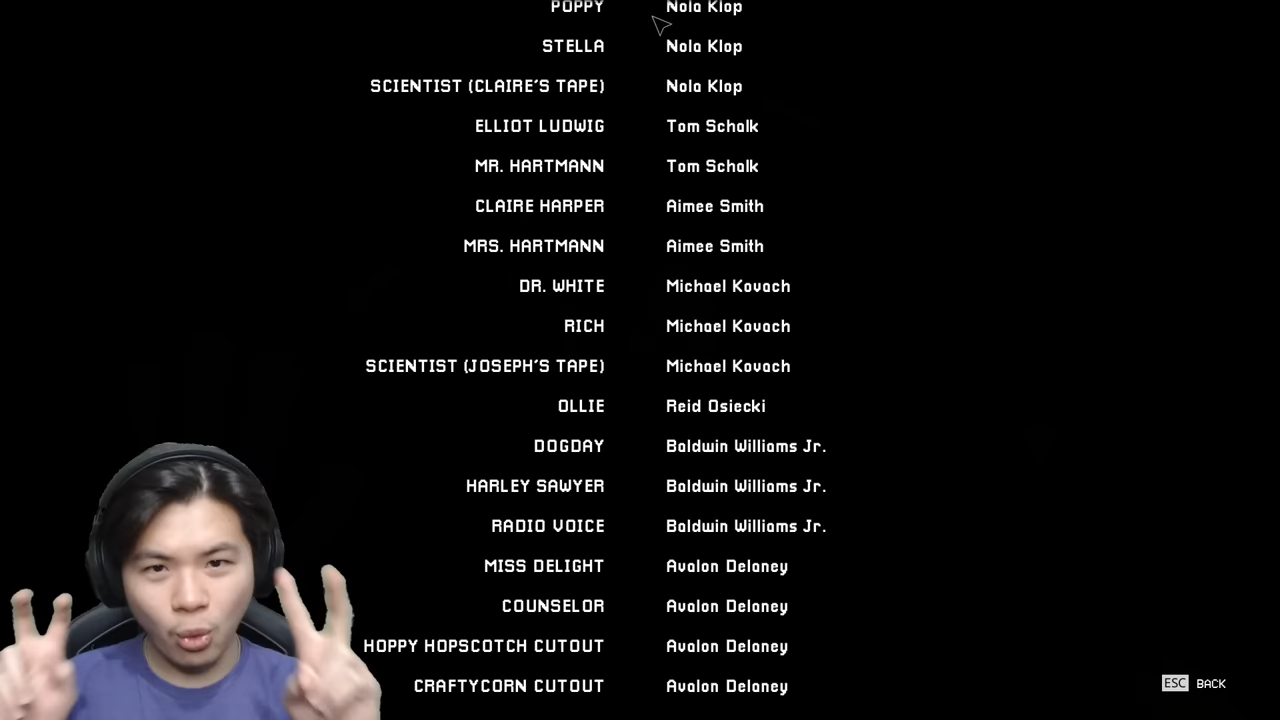 POPPY Nola Klop
STELLA Nola Klop
SCIENTIST (CLAIRE'S TAPE) Nola Klop
ELLIOT LUDWIG Tom Schalk
MR. HARTMANN Tom Schalk
CLAIRE HARPER Aimee Smith
MRS. HARTMANN Aimee Smith
DR. WHITE Michael Kovach
RICH Michael Kovach
SCIENTIST (JOSEPH'S TAPE) Michael Kovach
OLLIE Reid Osiecki
DOGDAY Baldwin Williams Jr.
HARLEY SAWYER Baldwin Williams Jr.
RADIO VOICE Baldwin Williams Jr.
MISS DELIGHT Avalon Delaney
COUNSELOR Avalon Delaney
HOPPY HOPSCOTCH CUTOUT Avalon Delaney
CRAFTYCORN CUTOUT Avalon Delaney
ESC BACK